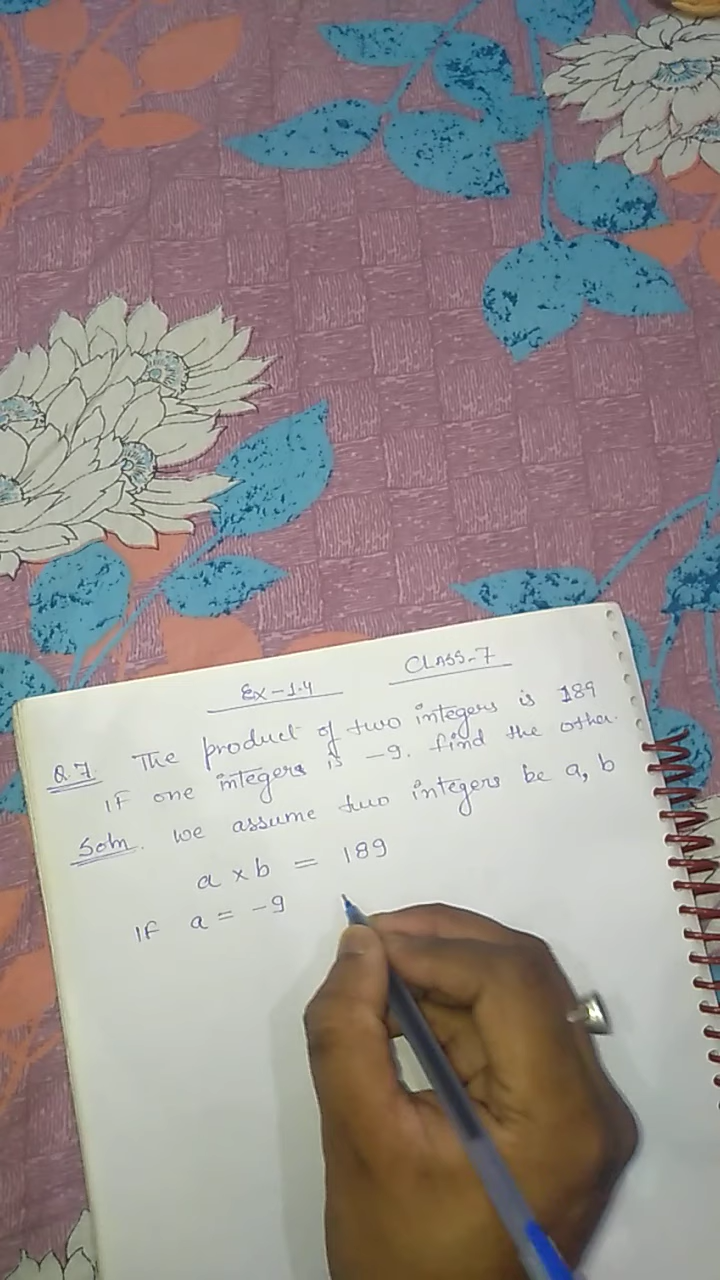 Ex-1.4 CLASS-7
Q.7 The product of two integers is 189
IF one integers is -9. find the other.
Soln. we assume two integers be a, b
a x b = 189
IF a = -9